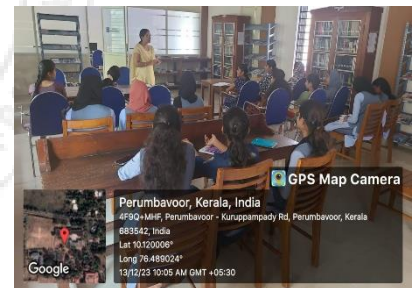 GPS Map Camera
Perumbavoor, Kerala, India
4F9Q+MHF, Perumbavoor - Kuruppampady Rd, Perumbavoor, Kerala
683542, India
Lat 10.120006°
Long 76.489024°
13/12/23 10:05 AM GMT +05:30
Google